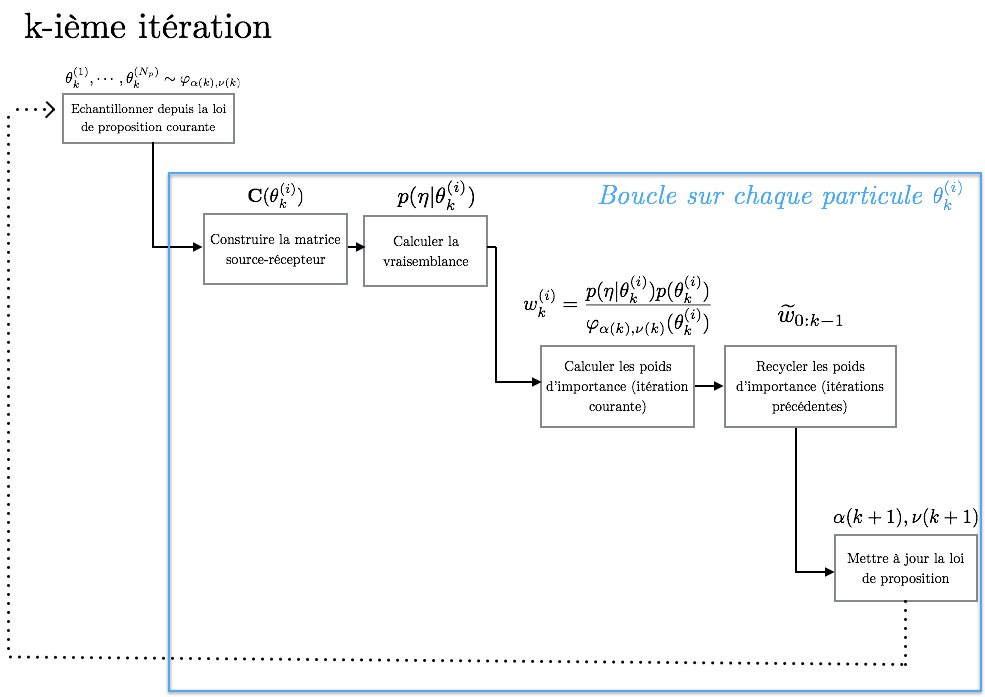 k-ième itération
θ_k^{(1)}, ⋯ , θ_k^{(N_p)} ∼ φ_{α(k),ν(k)}
Echantillonner depuis la loi
de proposition courante
Boucle sur chaque particule θ_k^{(i)}
C(θ_k^{(i)})
Construire la matrice
source-récepteur
p(η|θ_k^{(i)})
Calculer la
vraisemblance
w_k^{(i)} = p(η|θ_k^{(i)})p(θ_k^{(i)}) / φ_{α(k),ν(k)}(θ_k^{(i)})
Calculer les poids
d'importance (itération
courante)
w̃_{0:k−1}
Recycler les poids
d'importance (itérations
précédentes)
α(k + 1), ν(k + 1)
Mettre à jour la loi
de proposition